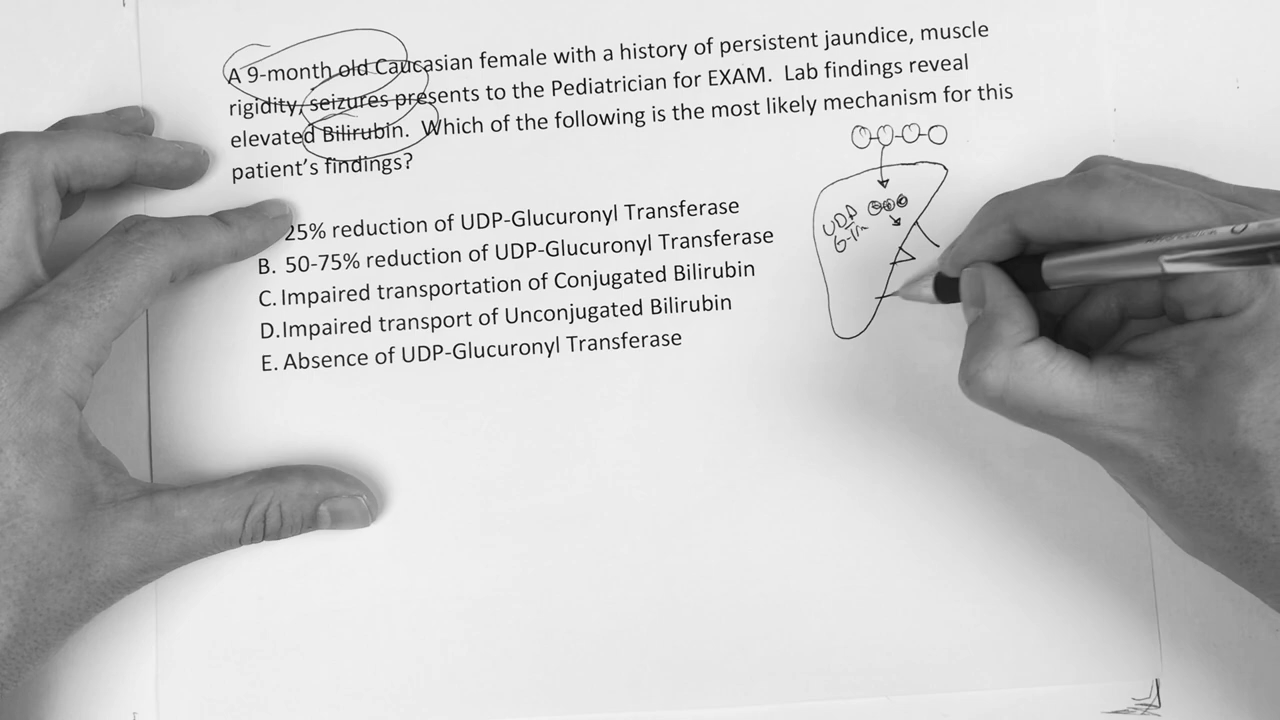 A 9-month old Caucasian female with a history of persistent jaundice, muscle
rigidity, seizures presents to the Pediatrician for EXAM. Lab findings reveal
elevated Bilirubin. Which of the following is the most likely mechanism for this
patient's findings?
25% reduction of UDP-Glucuronyl Transferase
B. 50-75% reduction of UDP-Glucuronyl Transferase
C. Impaired transportation of Conjugated Bilirubin
D.Impaired transport of Unconjugated Bilirubin
E. Absence of UDP-Glucuronyl Transferase
UDP